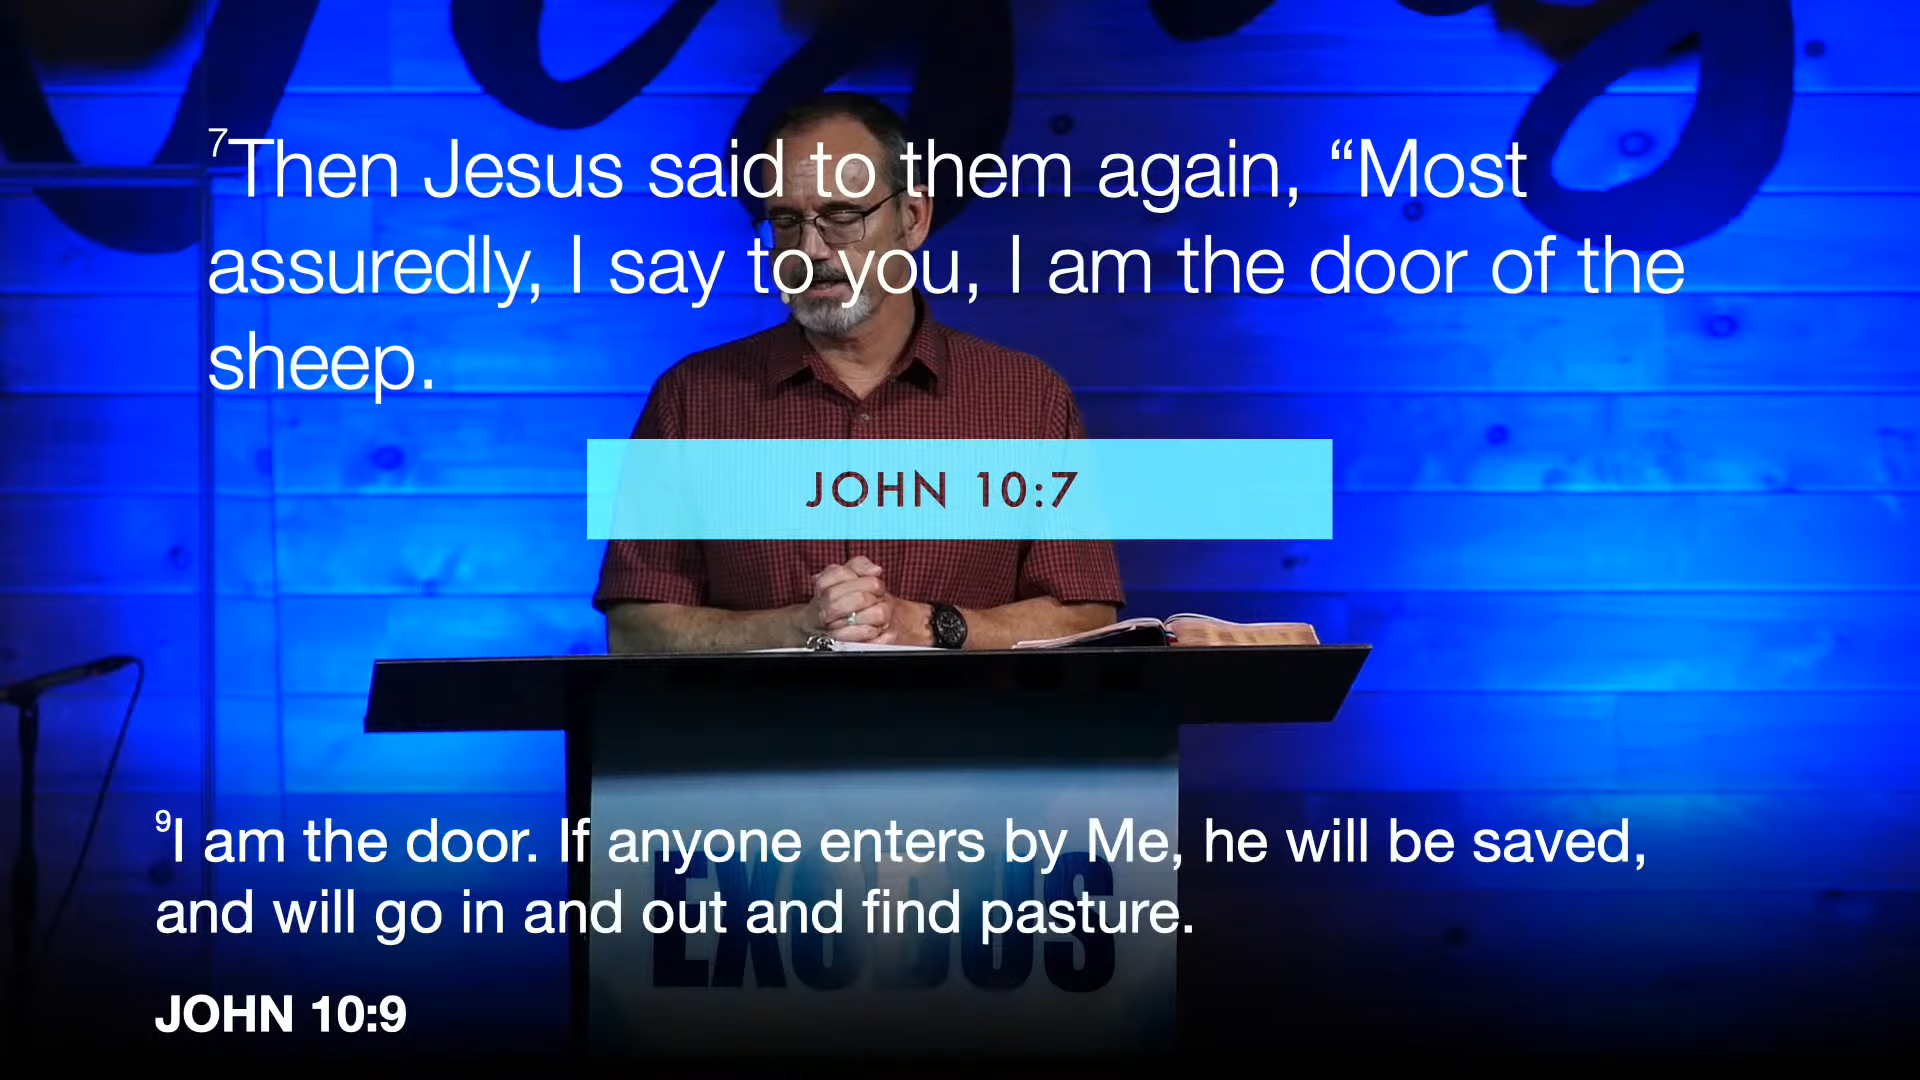 ⁷Then Jesus said to them again, “Most
assuredly, I say to you, I am the door of the
sheep.
JOHN 10:7
⁹I am the door. If anyone enters by Me, he will be saved,
and will go in and out and find pasture.
EXODUS
JOHN 10:9